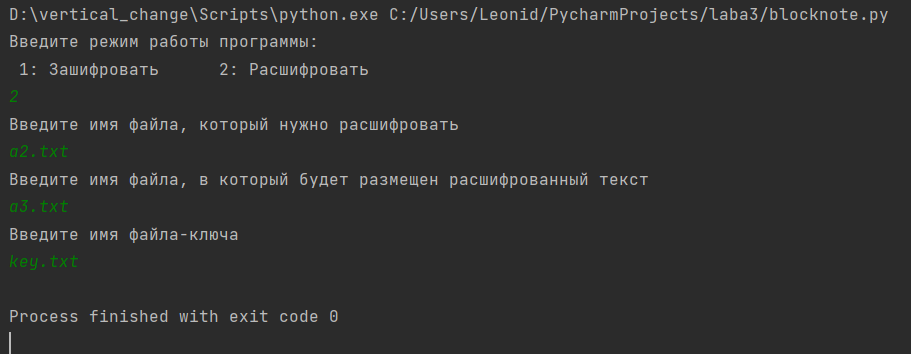 D:\vertical_change\Scripts\python.exe C:/Users/Leonid/PycharmProjects/laba3/blocknote.py
Введите режим работы программы:
1: Зашифровать      2: Расшифровать
2
Введите имя файла, который нужно расшифровать
a2.txt
Введите имя файла, в который будет размещен расшифрованный текст
a3.txt
Введите имя файла-ключа
key.txt
Process finished with exit code 0